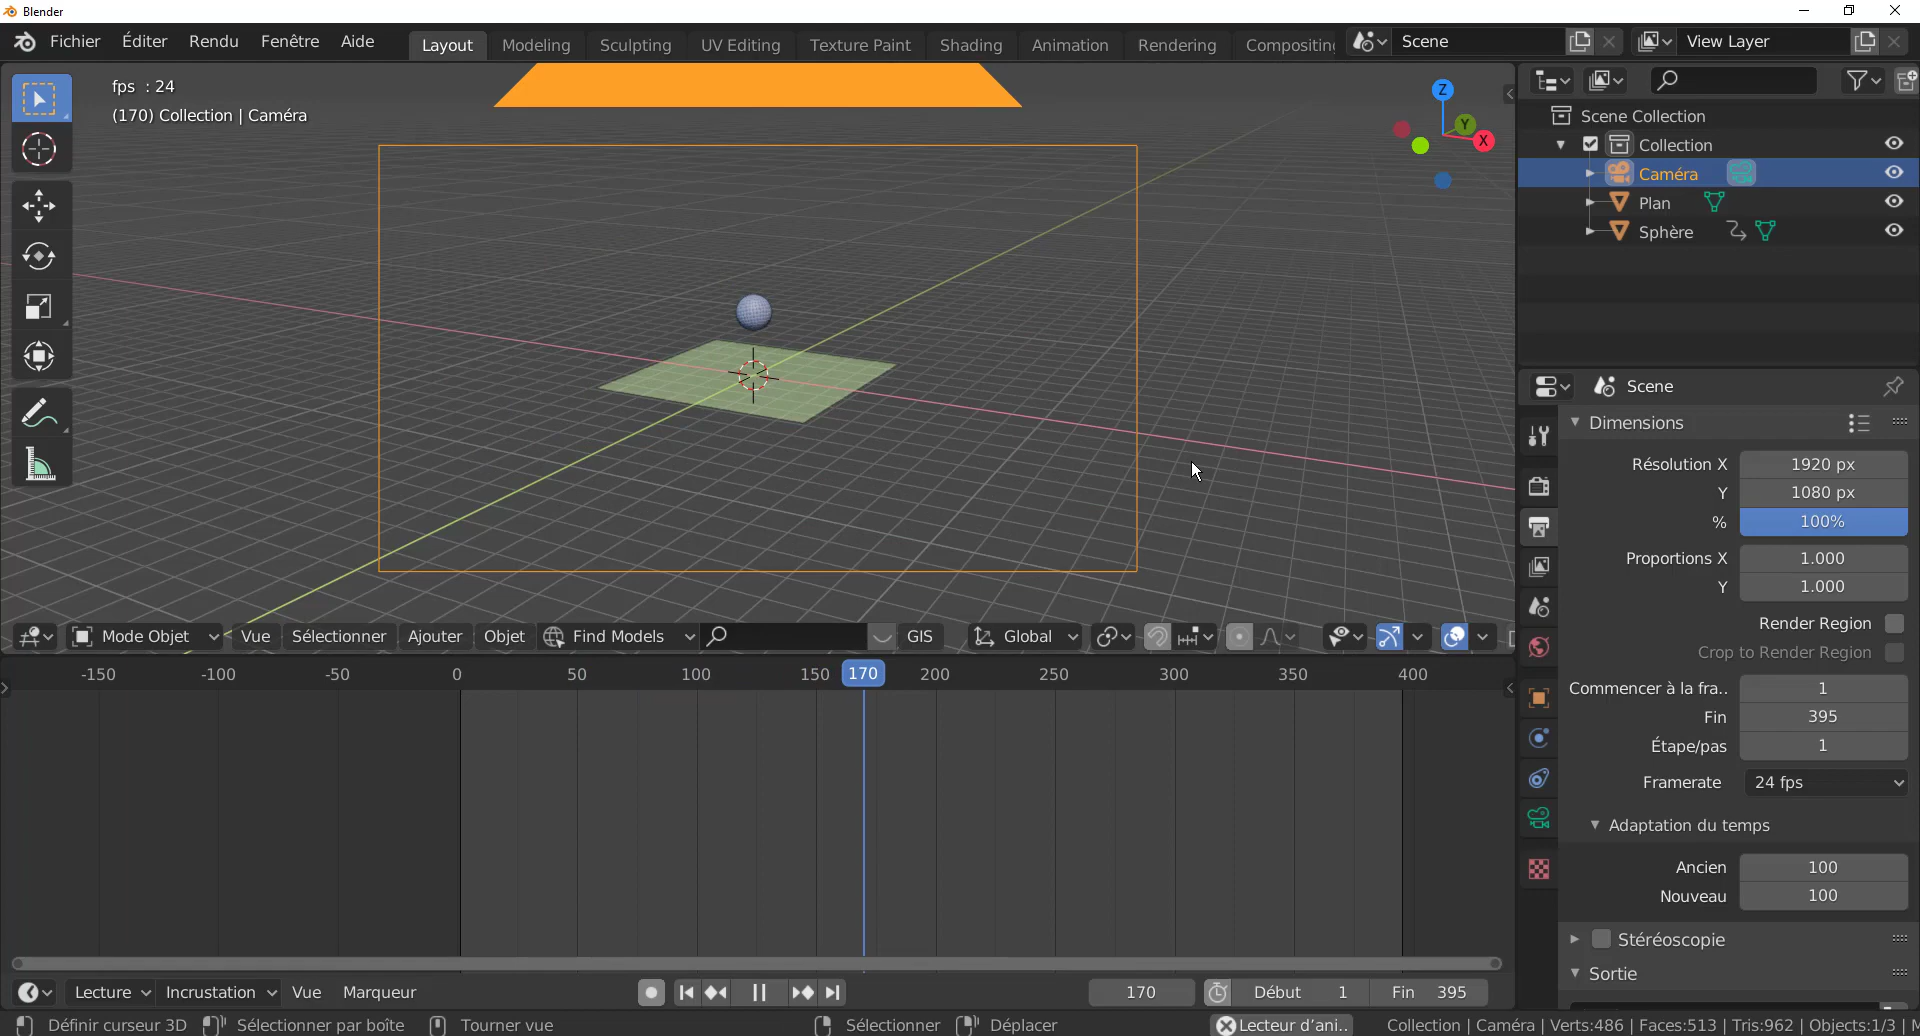 Blender
Fichier Éditer Rendu Fenêtre Aide Layout Modeling Sculpting UV Editing Texture Paint Shading Animation Rendering Compositin Scene View Layer
fps : 24
(170) Collection | Caméra
Z
Y
X
Scene Collection
Collection
Caméra
Plan
Sphère
Scene
Dimensions
Résolution X 1920 px
Y 1080 px
% 100%
Proportions X 1.000
Y 1.000
Render Region
Crop to Render Region
Commencer à la fra.. 1
Fin 395
Étape/pas 1
Framerate 24 fps
Adaptation du temps
Ancien 100
Nouveau 100
Stéréoscopie
Sortie
Mode Objet Vue Sélectionner Ajouter Objet Find Models GIS Global
-150 -100 -50 0 50 100 150 170 200 250 300 350 400
Lecture Incrustation Vue Marqueur 170 Début 1 Fin 395
Définir curseur 3D Sélectionner par boîte Tourner vue Sélectionner Déplacer Lecteur d'ani.. Collection | Caméra | Verts:486 | Faces:513 | Tris:962 | Objects:1/3 |